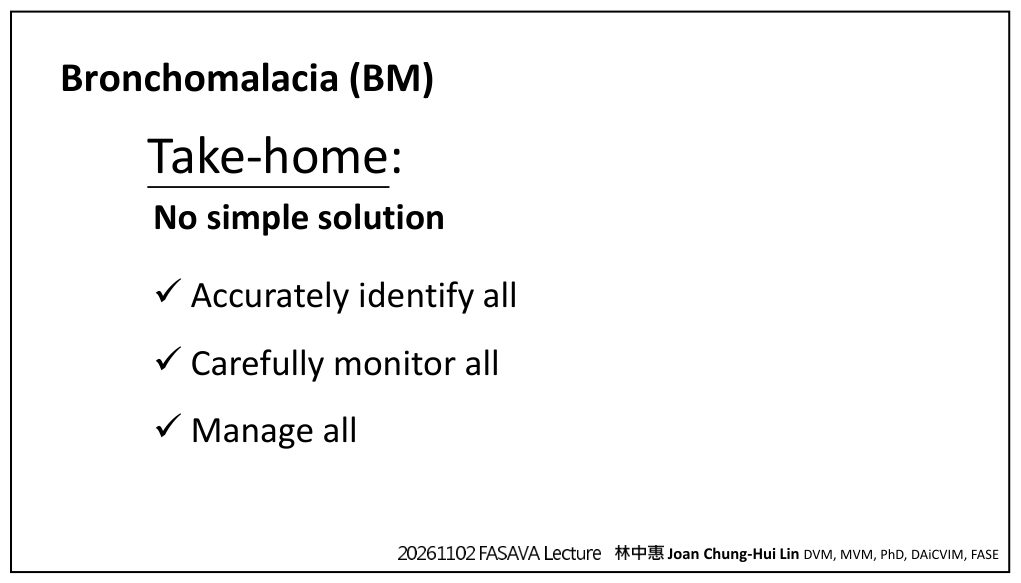 Bronchomalacia (BM)
Take-home:
No simple solution
✓ Accurately identify all
✓ Carefully monitor all
✓ Manage all
20261102 FASAVA Lecture 林中惠 Joan Chung-Hui Lin DVM, MVM, PhD, DAiCVIM, FASE